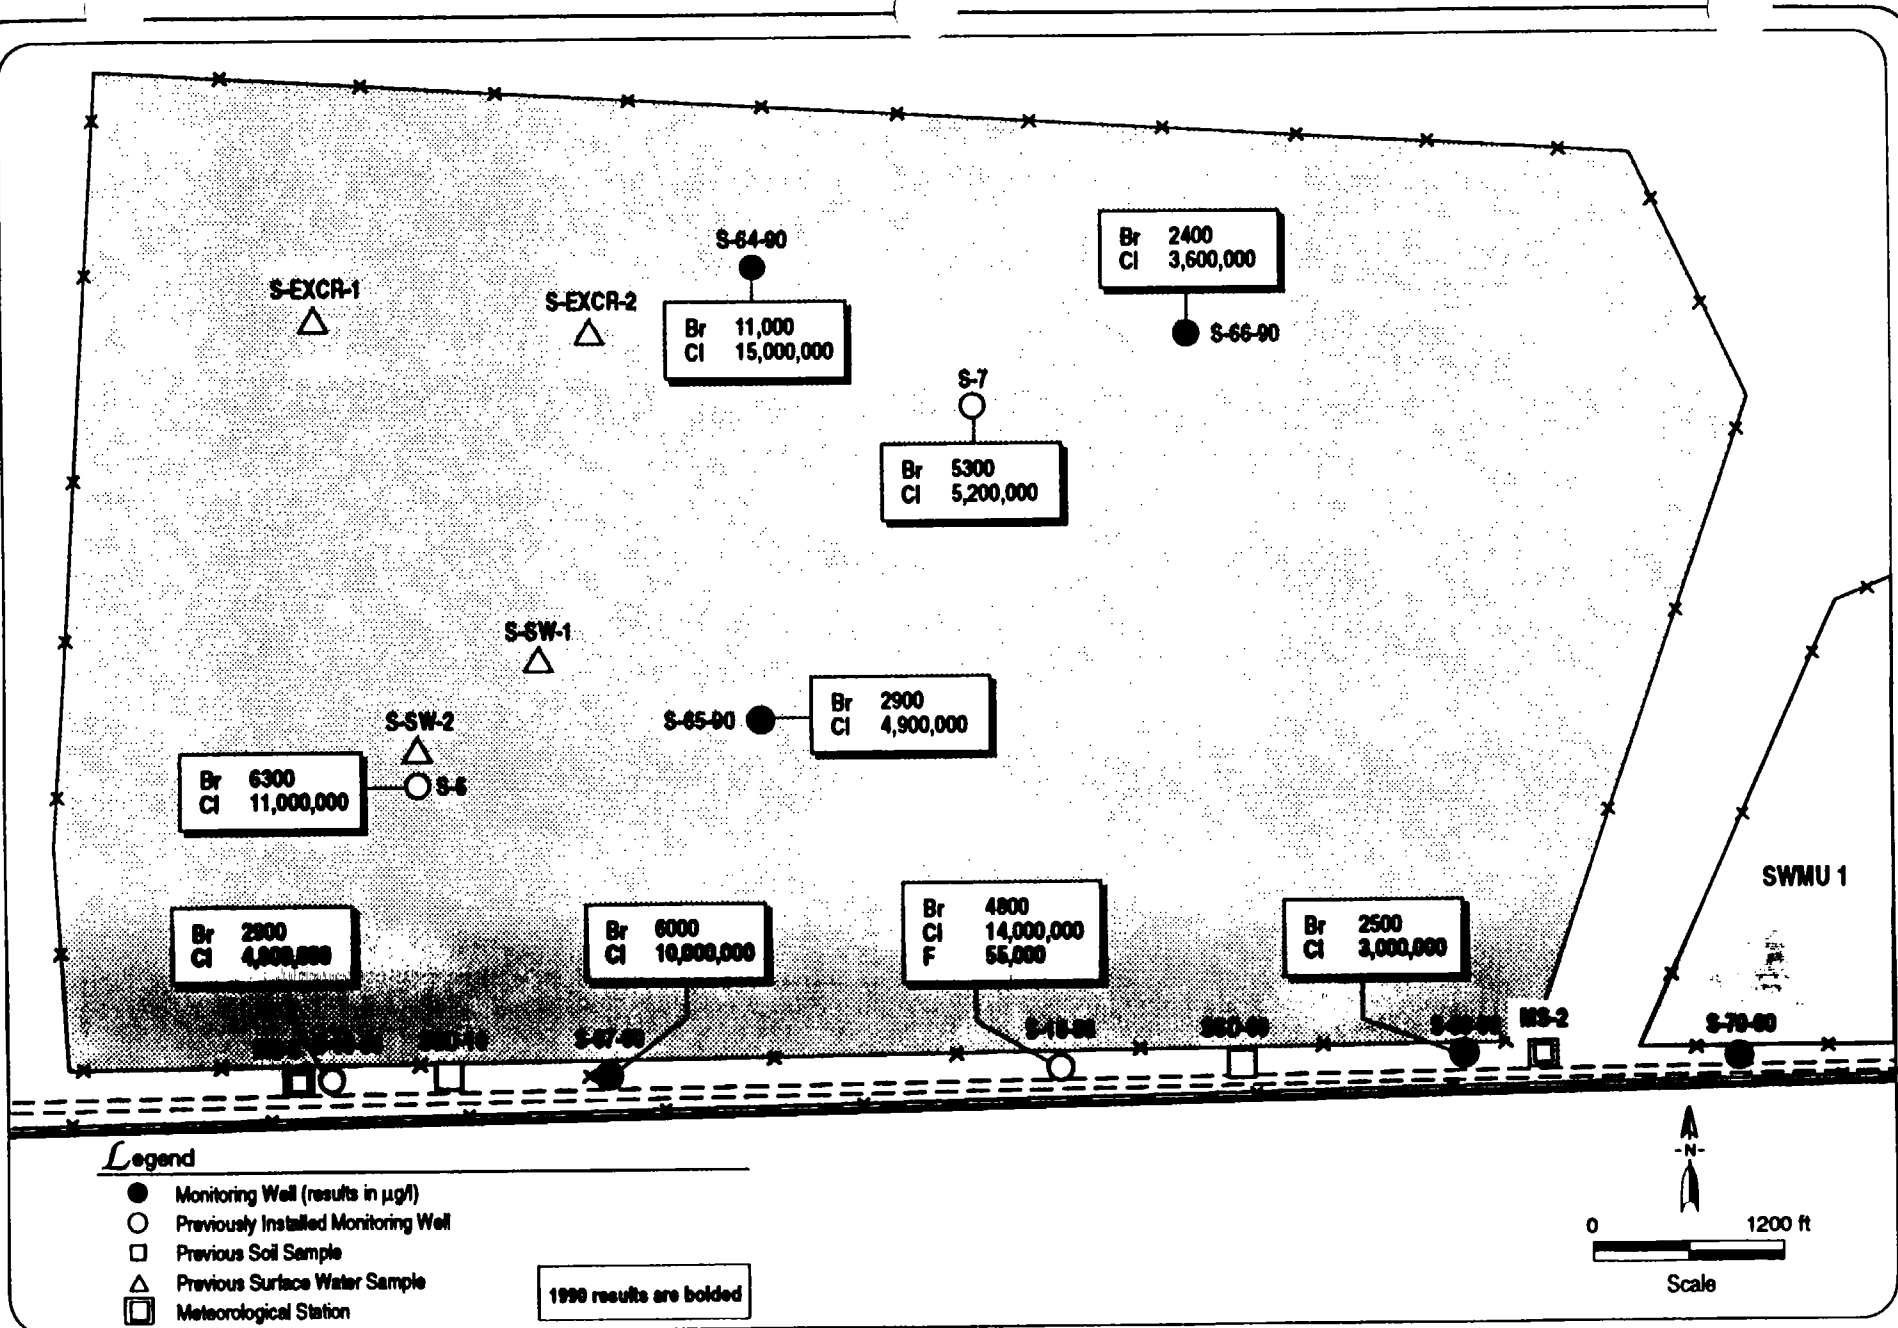 S-64-90
Br 2400
Cl 3,600,000
S-EXCR-1
S-EXCR-2
Br 11,000
Cl 15,000,000
S-66-90
S-7
Br 5300
Cl 5,200,000
S-SW-1
Br 2900
Cl 4,900,000
S-65-90
S-SW-2
Br 6300
Cl 11,000,000
S-6
SWMU 1
Br 2900
Cl
Br 6000
Cl 10,000,000
Br 4800
Cl 14,000,000
F 55,000
Br 2500
Cl 3,000,000
S-67-90
MS-2
S-70-90
Legend
Monitoring Well (results in µg/l)
Previously Installed Monitoring Well
Previous Soil Sample
Previous Surface Water Sample
Meteorological Station
1990 results are bolded
-N-
0 1200 ft
Scale